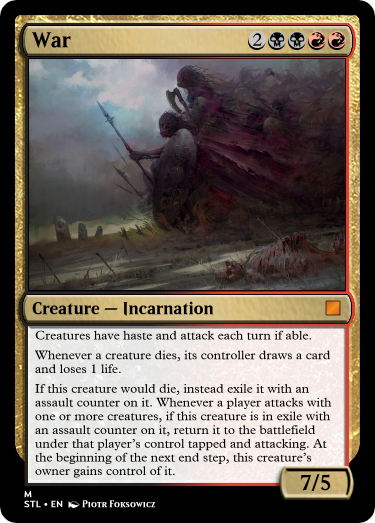 War 2
Creature — Incarnation
Creatures have haste and attack each turn if able.
Whenever a creature dies, its controller draws a card
and loses 1 life.
If this creature would die, instead exile it with an
assault counter on it. Whenever a player attacks with
one or more creatures, if this creature is in exile with
an assault counter on it, return it to the battlefield
under that player's control tapped and attacking. At
the beginning of the next end step, this creature's
owner gains control of it.
7/5
M
STL • EN Piotr Foksowicz